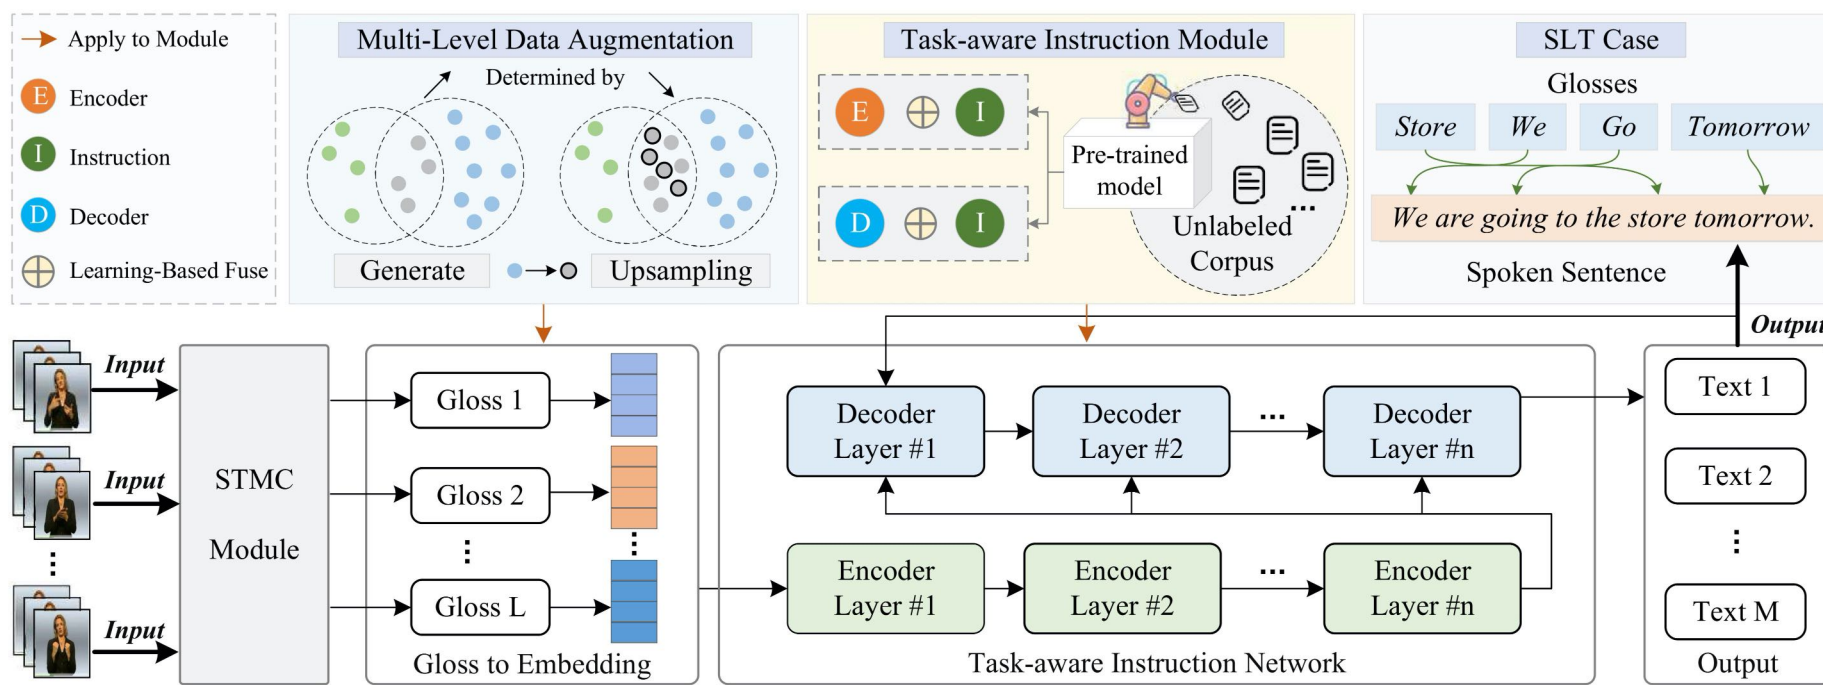 Apply to Module
E Encoder
I Instruction
D Decoder
Learning-Based Fuse
Multi-Level Data Augmentation
Determined by
Generate
Upsampling
Task-aware Instruction Module
E I
D I
Pre-trained
model
...
Unlabeled
Corpus
SLT Case
Glosses
Store We Go Tomorrow
We are going to the store tomorrow.
Spoken Sentence
Output
Input
Input
...
Input
STMC
Module
Gloss 1
Gloss 2
...
Gloss L
...
Gloss to Embedding
Decoder
Layer #1
Decoder
Layer #2
...
Decoder
Layer #n
Encoder
Layer #1
Encoder
Layer #2
...
Encoder
Layer #n
Task-aware Instruction Network
Text 1
Text 2
...
Text M
Output